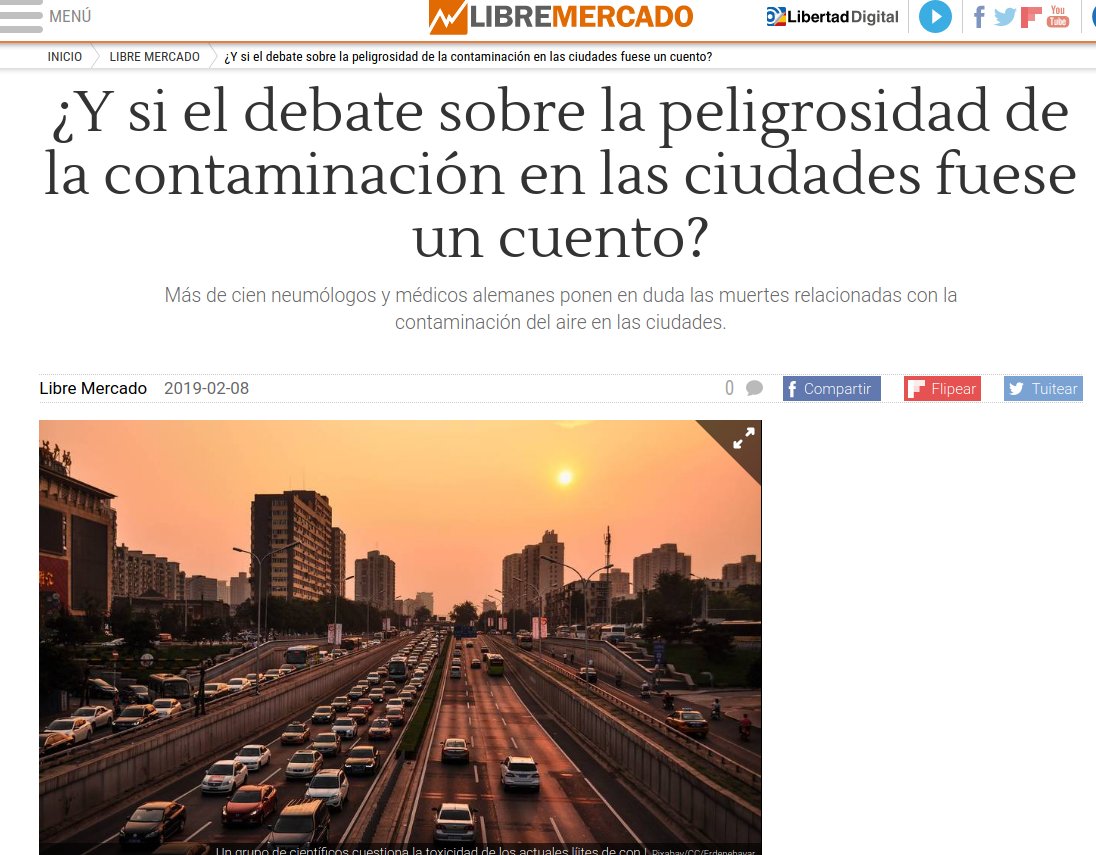 MENÚ
LIBREMERCADO
LibertadDigital
You
Tube
INICIO
LIBRE MERCADO
¿Y si el debate sobre la peligrosidad de la contaminación en las ciudades fuese un cuento?
¿Y si el debate sobre la peligrosidad de
la contaminación en las ciudades fuese
un cuento?
Más de cien neumólogos y médicos alemanes ponen en duda las muertes relacionadas con la
contaminación del aire en las ciudades.
Libre Mercado 2019-02-08
0
Compartir
Flipear
Tuitear
Un grupo de científicos cuestiona la toxicidad de los actuales líites de con | Pixabay/CC/Erdenebayar